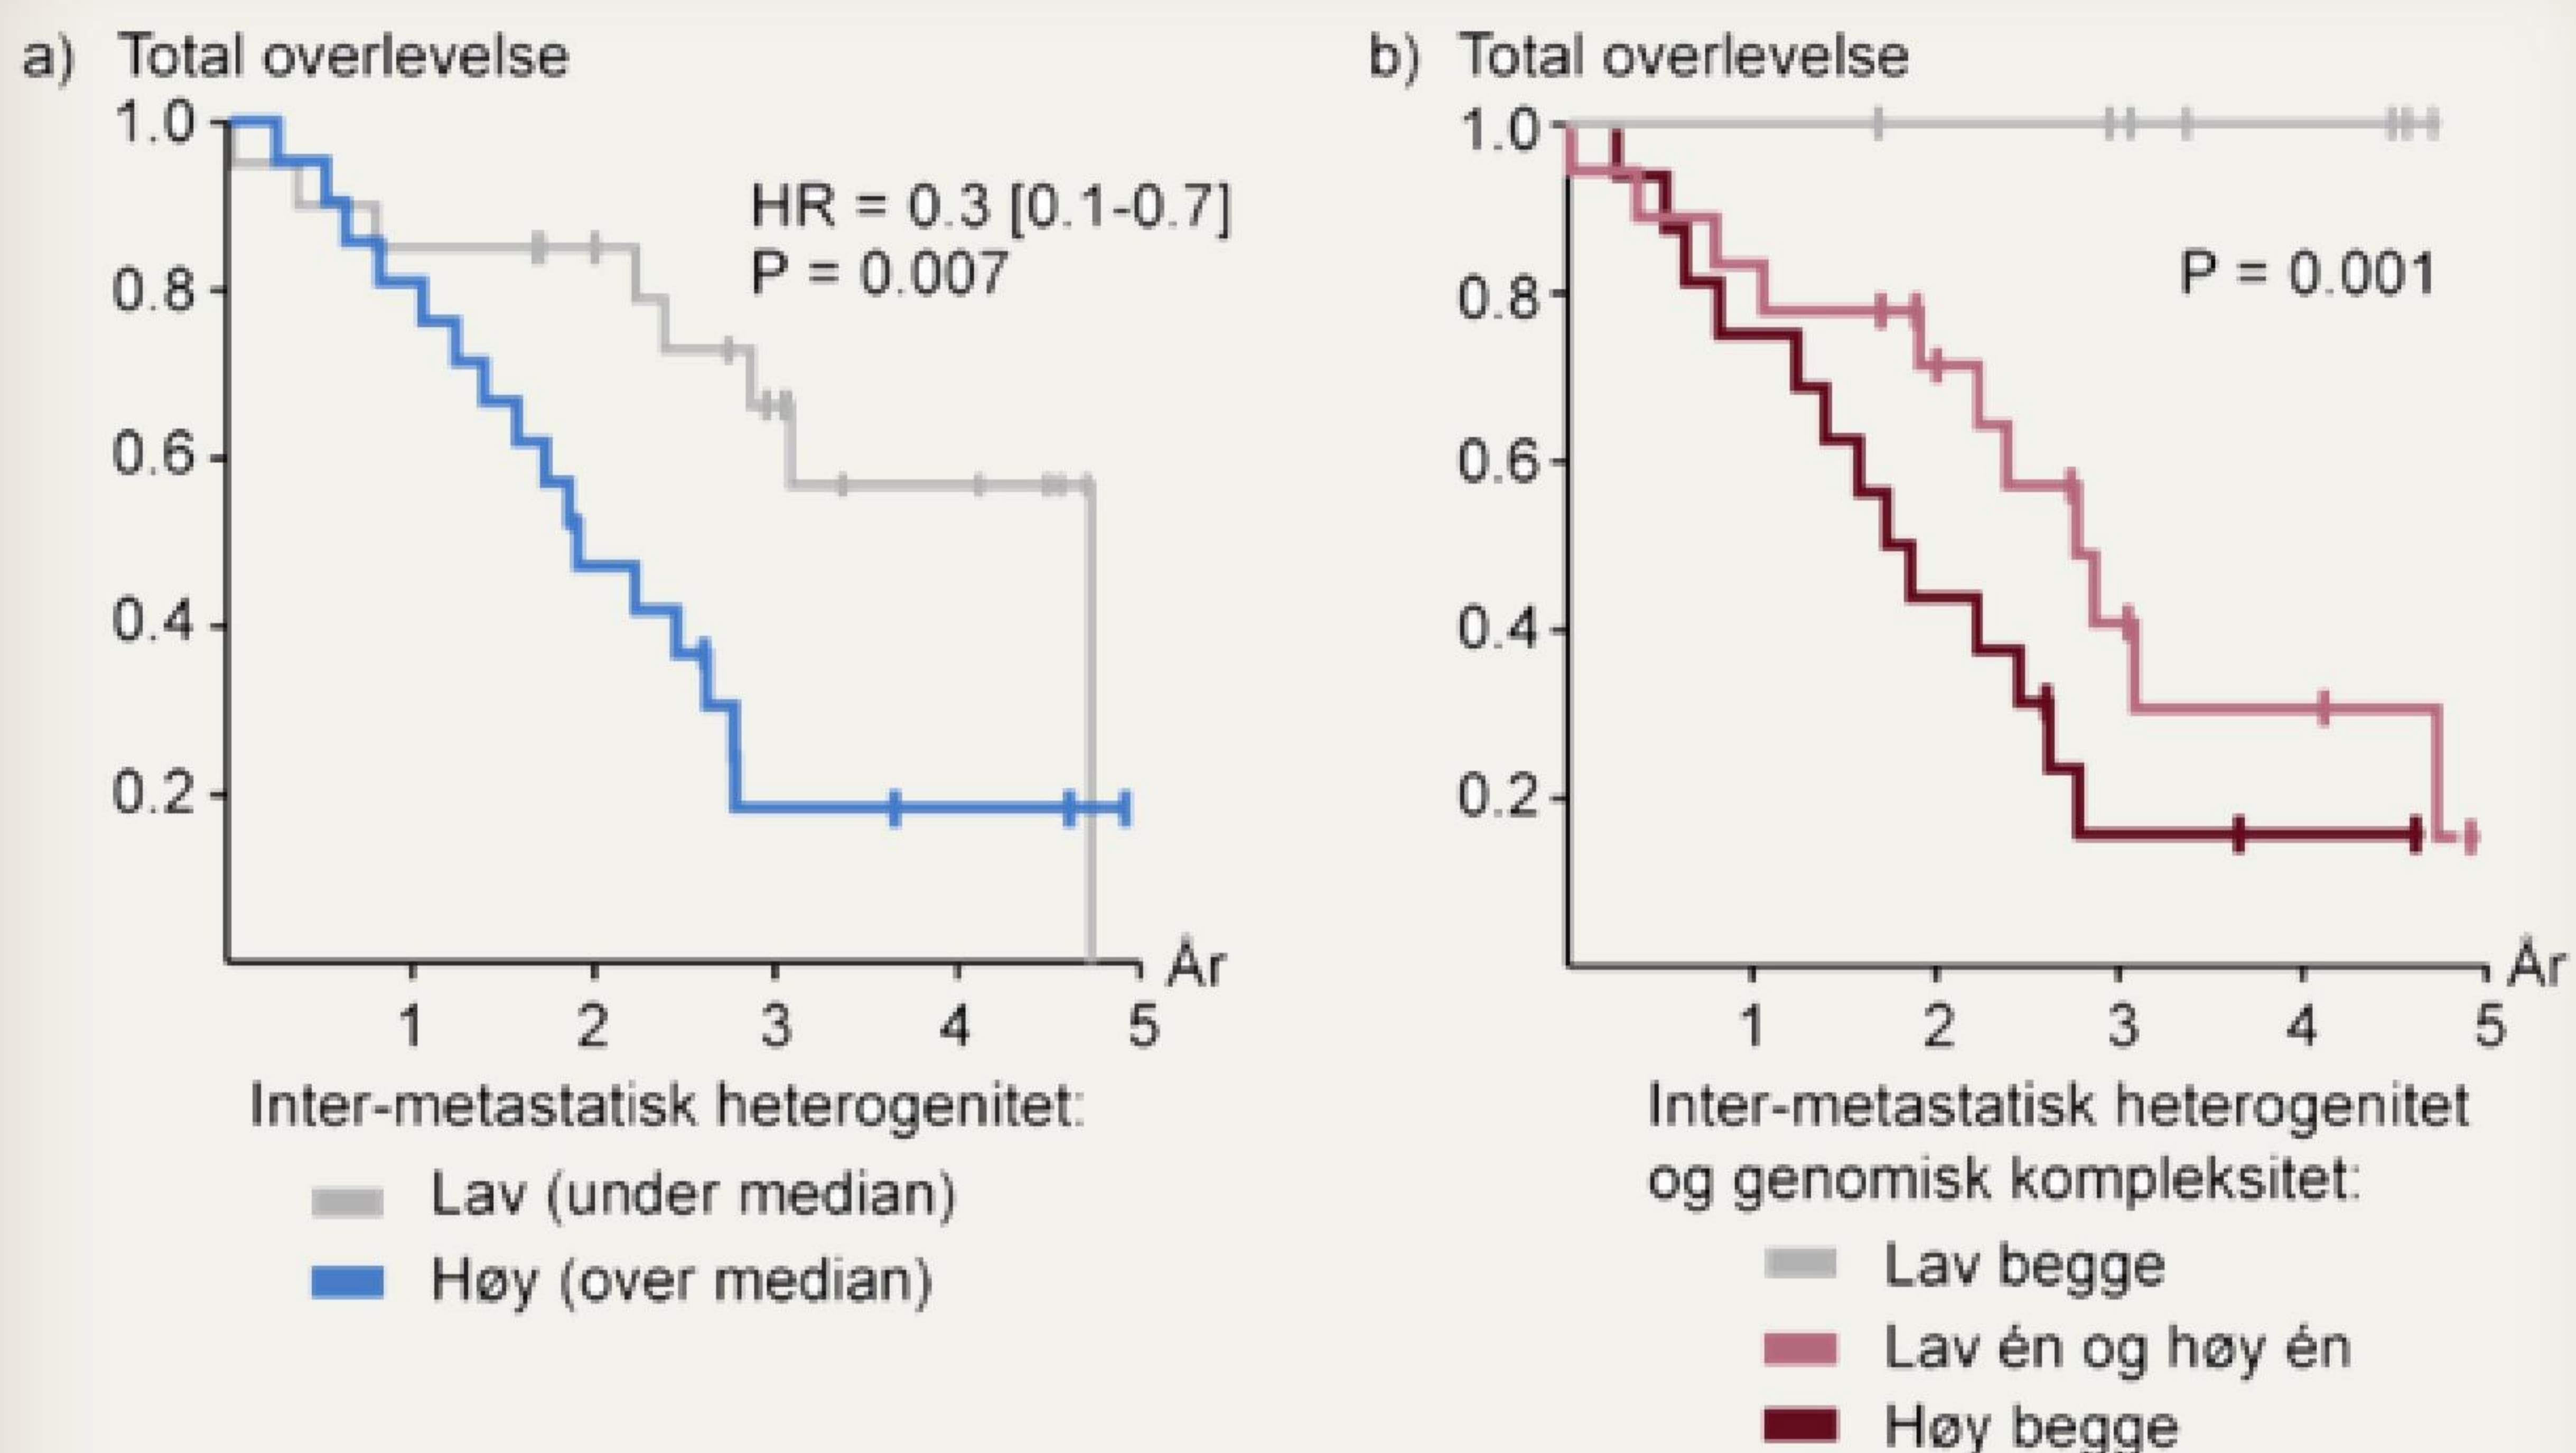 a) Total overlevelse
1.0
0.8
0.6
0.4
0.2
HR = 0.3 [0.1-0.7]
P = 0.007
År
1 2 3 4 5
Inter-metastatisk heterogenitet:
Lav (under median)
Høy (over median)
b) Total overlevelse
1.0
0.8
0.6
0.4
0.2
P = 0.001
År
1 2 3 4 5
Inter-metastatisk heterogenitet
og genomisk kompleksitet:
Lav begge
Lav én og høy én
Høy begge